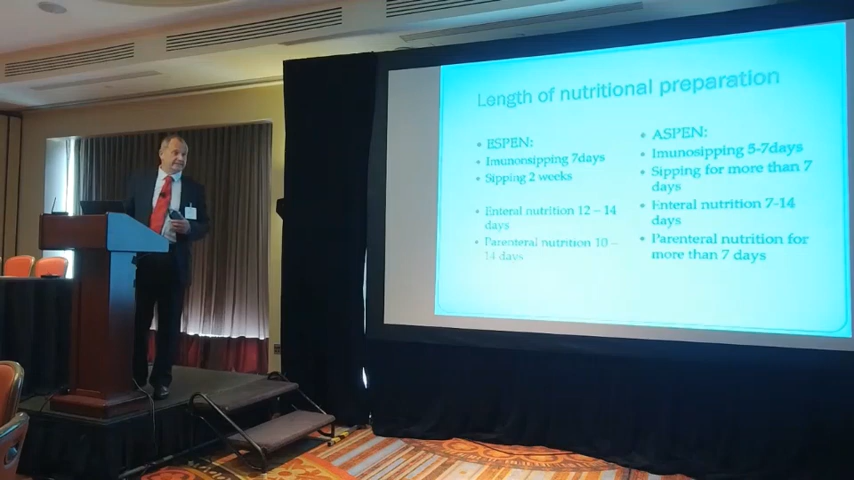 Length of nutritional preparation
• ESPEN:
• Imunonsipping 7days
• Sipping 2 weeks
• Enteral nutrition 12 – 14
days
• Parenteral nutrition 10 –
14 days
• ASPEN:
• Imunosipping 5-7days
• Sipping for more than 7
days
• Enteral nutrition 7-14
days
• Parenteral nutrition for
more than 7 days